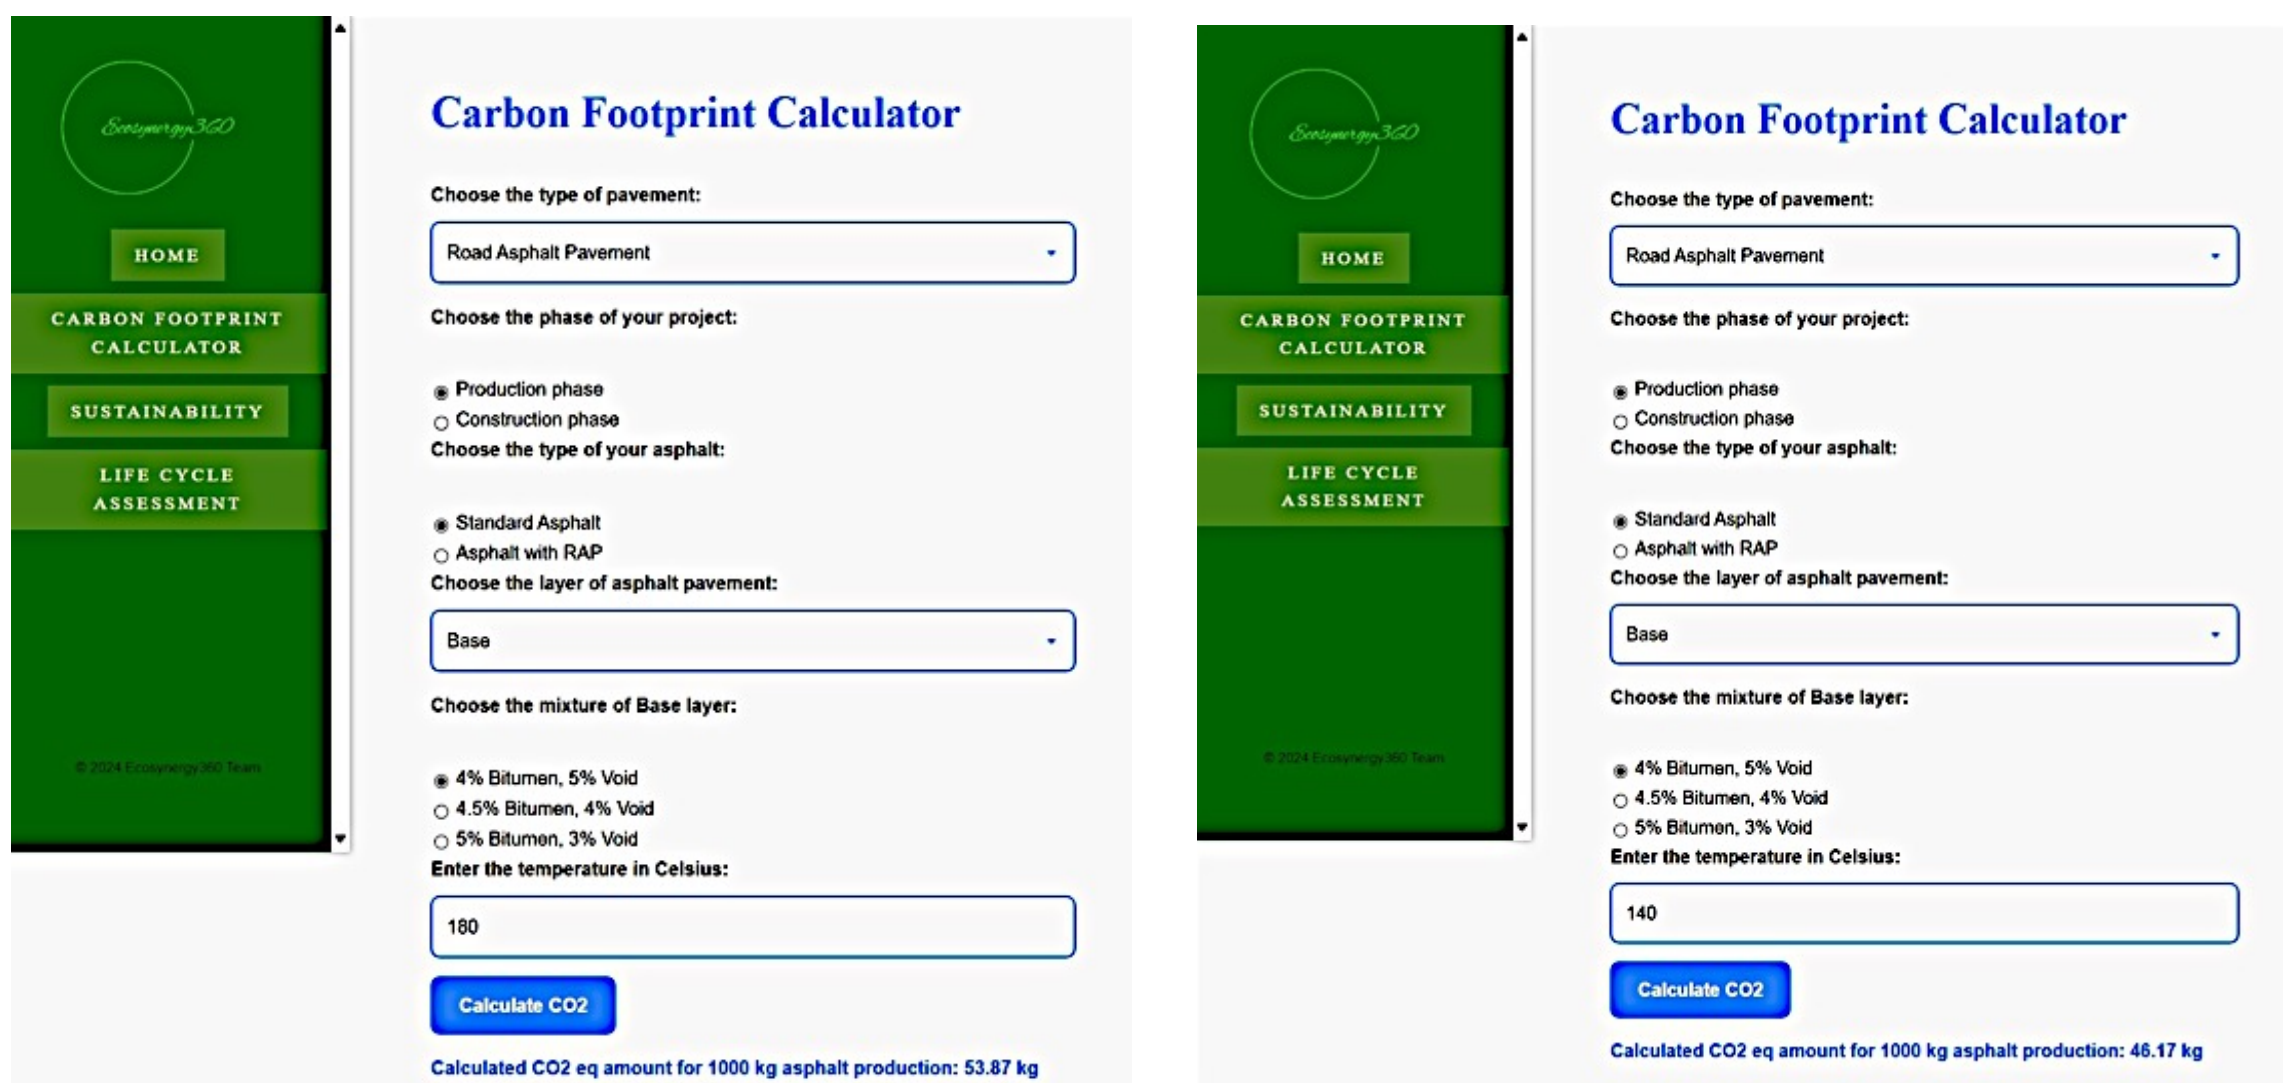 Ecosynergy360
HOME
CARBON FOOTPRINT
CALCULATOR
SUSTAINABILITY
LIFE CYCLE
ASSESSMENT
© 2024 Ecosynergy360 Team
Carbon Footprint Calculator
Choose the type of pavement:
Road Asphalt Pavement
Choose the phase of your project:
Production phase
Construction phase
Choose the type of your asphalt:
Standard Asphalt
Asphalt with RAP
Choose the layer of asphalt pavement:
Base
Choose the mixture of Base layer:
4% Bitumen, 5% Void
4.5% Bitumen, 4% Void
5% Bitumen, 3% Void
Enter the temperature in Celsius:
180
Calculate CO2
Calculated CO2 eq amount for 1000 kg asphalt production: 53.87 kg
Ecosynergy360
HOME
CARBON FOOTPRINT
CALCULATOR
SUSTAINABILITY
LIFE CYCLE
ASSESSMENT
© 2024 Ecosynergy360 Team
Carbon Footprint Calculator
Choose the type of pavement:
Road Asphalt Pavement
Choose the phase of your project:
Production phase
Construction phase
Choose the type of your asphalt:
Standard Asphalt
Asphalt with RAP
Choose the layer of asphalt pavement:
Base
Choose the mixture of Base layer:
4% Bitumen, 5% Void
4.5% Bitumen, 4% Void
5% Bitumen, 3% Void
Enter the temperature in Celsius:
140
Calculate CO2
Calculated CO2 eq amount for 1000 kg asphalt production: 46.17 kg